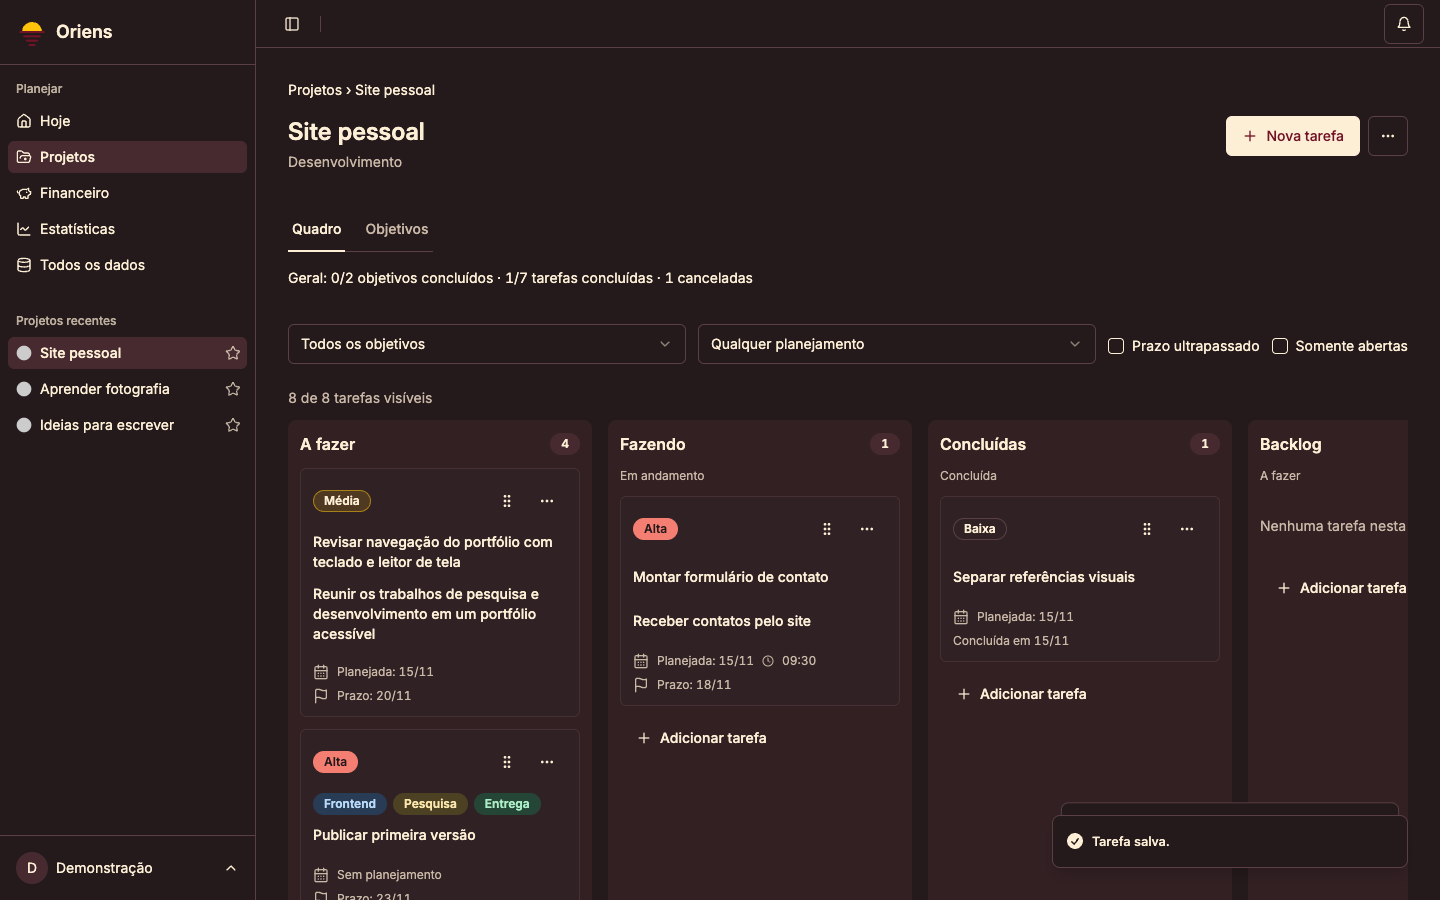 Oriens
Planejar
Hoje
Projetos
Financeiro
Estatísticas
Todos os dados
Projetos recentes
Site pessoal
Aprender fotografia
Ideias para escrever
D Demonstração
Projetos › Site pessoal
Site pessoal
Desenvolvimento
Nova tarefa
Quadro Objetivos
Geral: 0/2 objetivos concluídos · 1/7 tarefas concluídas · 1 canceladas
Todos os objetivos
Qualquer planejamento
Prazo ultrapassado
Somente abertas
8 de 8 tarefas visíveis
A fazer 4
Média
Revisar navegação do portfólio com
teclado e leitor de tela
Reunir os trabalhos de pesquisa e
desenvolvimento em um portfólio
acessível
Planejada: 15/11
Prazo: 20/11
Alta
Frontend Pesquisa Entrega
Publicar primeira versão
Sem planejamento
Prazo: 23/11
Fazendo 1
Em andamento
Alta
Montar formulário de contato
Receber contatos pelo site
Planejada: 15/11 09:30
Prazo: 18/11
Adicionar tarefa
Concluídas 1
Concluída
Baixa
Separar referências visuais
Planejada: 15/11
Concluída em 15/11
Adicionar tarefa
Backlog
A fazer
Nenhuma tarefa nesta
Adicionar tarefa
Tarefa salva.